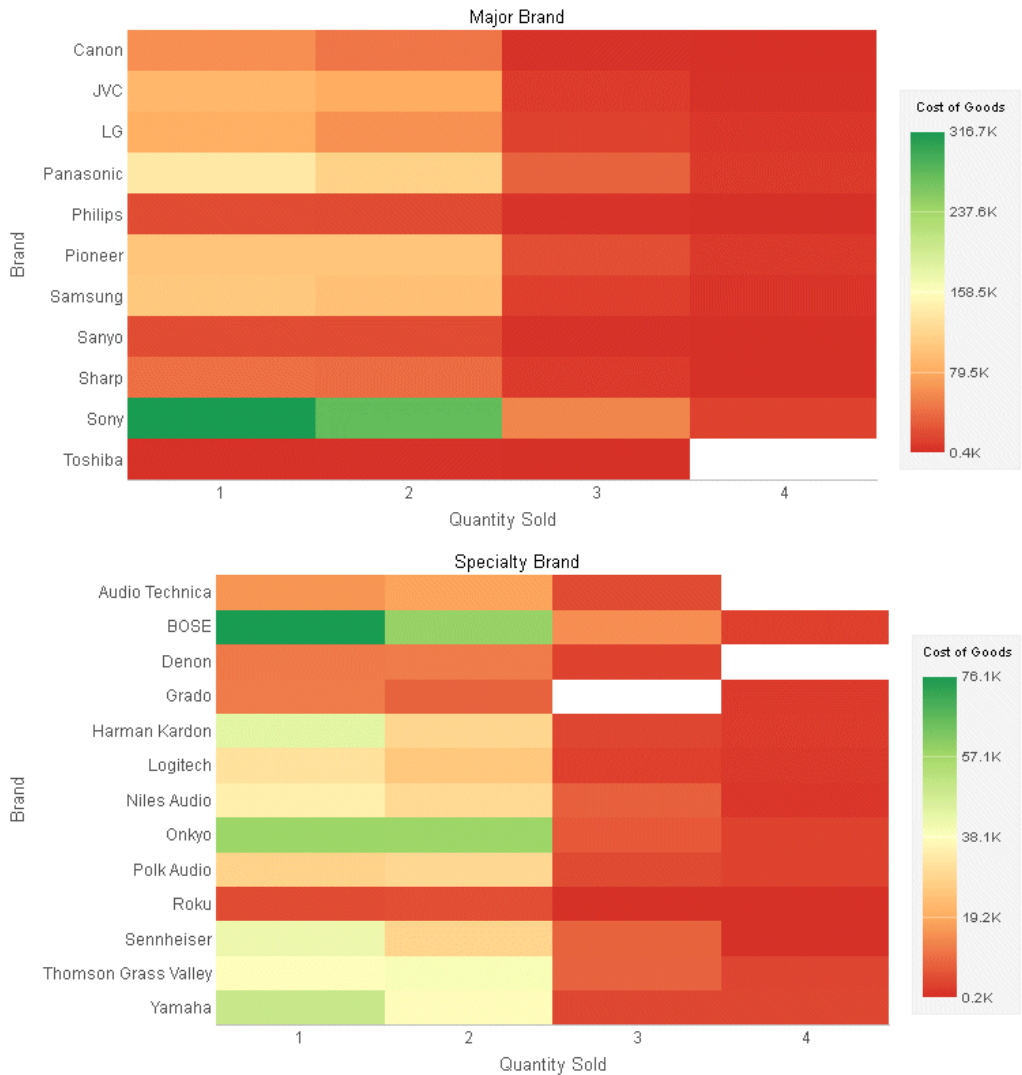 Major Brand
Canon
JVC
LG
Panasonic
Philips
Pioneer
Samsung
Sanyo
Sharp
Sony
Toshiba
Brand
1 2 3 4
Quantity Sold
Cost of Goods
316.7K
237.6K
158.5K
79.5K
0.4K
Specialty Brand
Audio Technica
BOSE
Denon
Grado
Harman Kardon
Logitech
Niles Audio
Onkyo
Polk Audio
Roku
Sennheiser
Thomson Grass Valley
Yamaha
Brand
1 2 3 4
Quantity Sold
Cost of Goods
76.1K
57.1K
38.1K
19.2K
0.2K